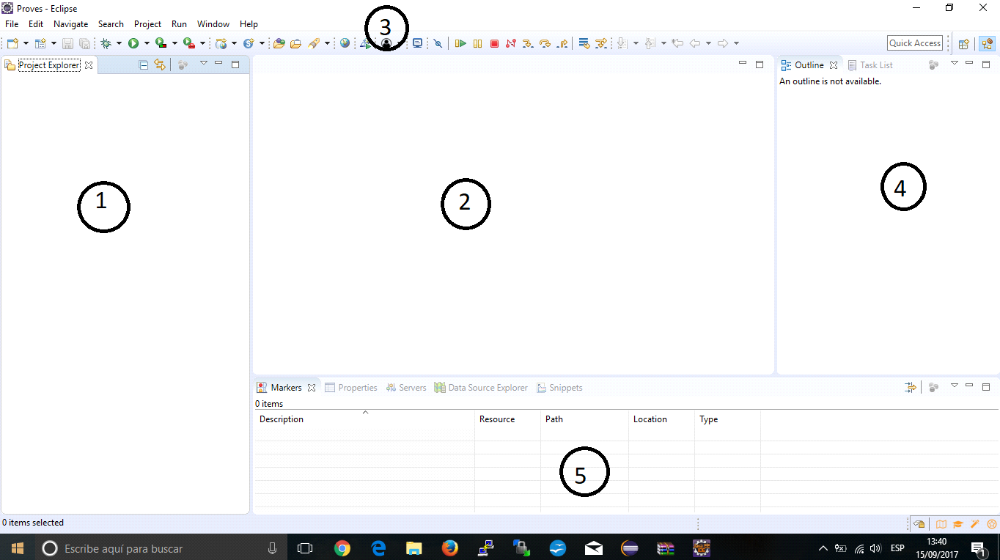 Proves - Eclipse
File Edit Navigate Search Project Run Window Help
3
Quick Access
Project Explorer
Outline Task List
An outline is not available.
1
2
4
Markers Properties Servers Data Source Explorer Snippets
0 items
Description Resource Path Location Type
5
0 items selected
Escribe aquí para buscar
ESP
13:40
15/09/2017
1